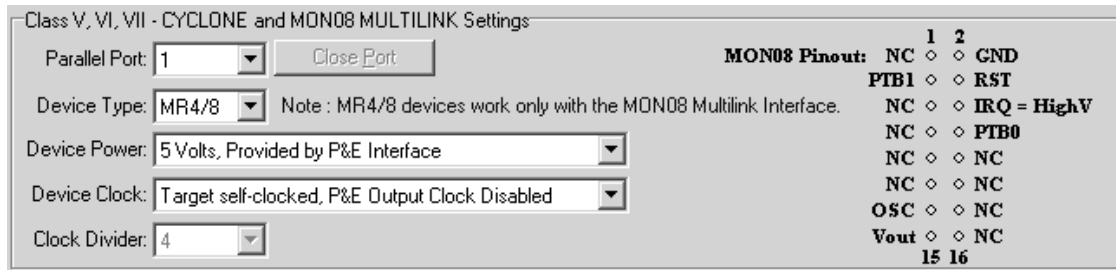 Class V, VI, VII - CYCLONE and MON08 MULTILINK Settings
Parallel Port: 1 Close Port
Device Type: MR4/8 Note : MR4/8 devices work only with the MON08 Multilink Interface.
Device Power: 5 Volts, Provided by P&E Interface
Device Clock: Target self-clocked, P&E Output Clock Disabled
Clock Divider: 4
1 2
MON08 Pinout: NC GND
PTB1 RST
NC IRQ = HighV
NC PTB0
NC NC
NC NC
OSC NC
Vout NC
15 16